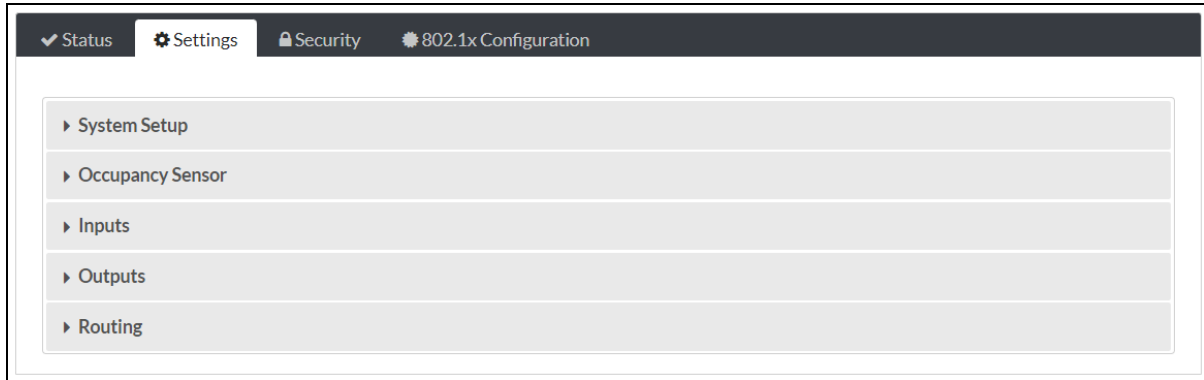 Status Settings Security 802.1x Configuration
System Setup
Occupancy Sensor
Inputs
Outputs
Routing